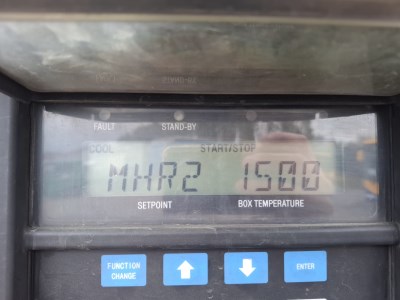 FAULT STAND-BY
COOL START/STOP
MHR2 1500
SETPOINT BOX TEMPERATURE
FUNCTION CHANGE ENTER